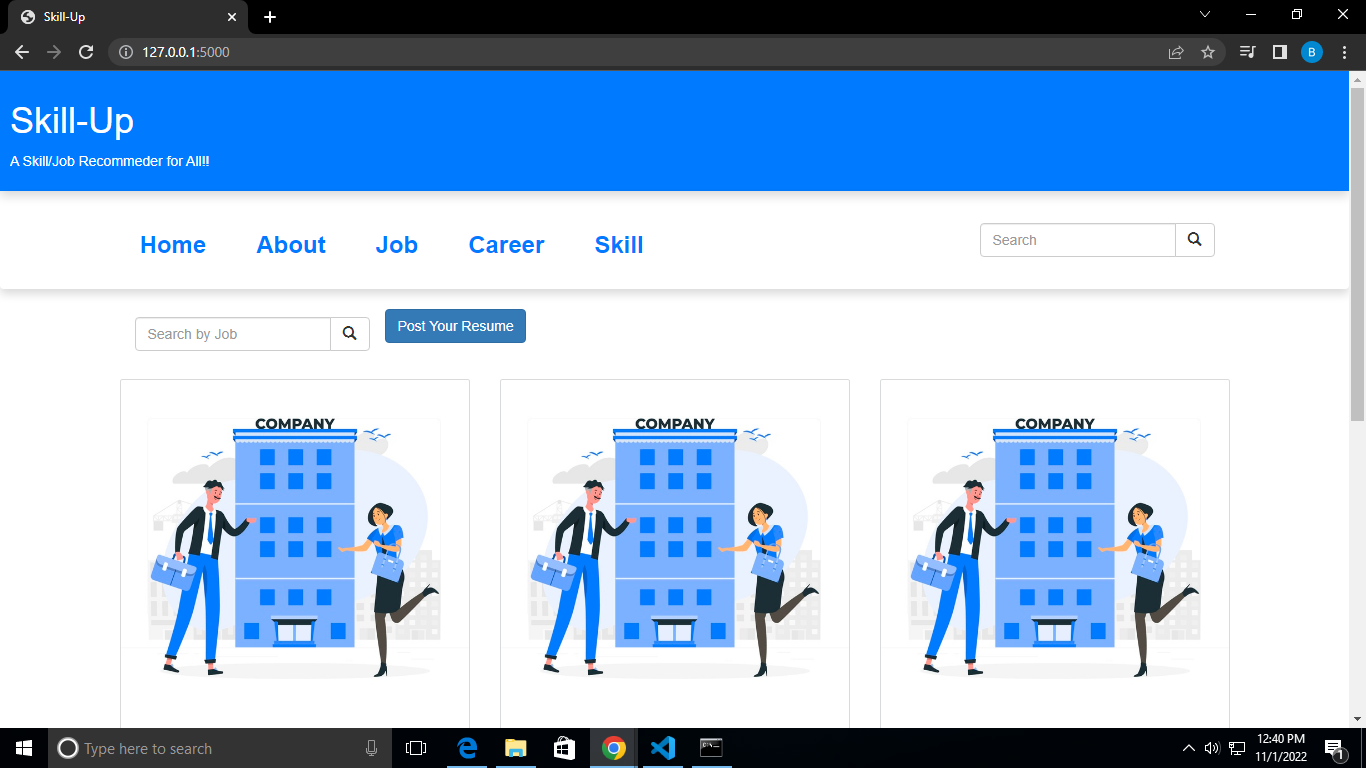 Skill-Up
127.0.0.1:5000
B
Skill-Up
A Skill/Job Recommeder for All!!
Home About Job Career Skill
Search
Search by Job
Post Your Resume
COMPANY COMPANY COMPANY
Type here to search
12:40 PM
11/1/2022
1